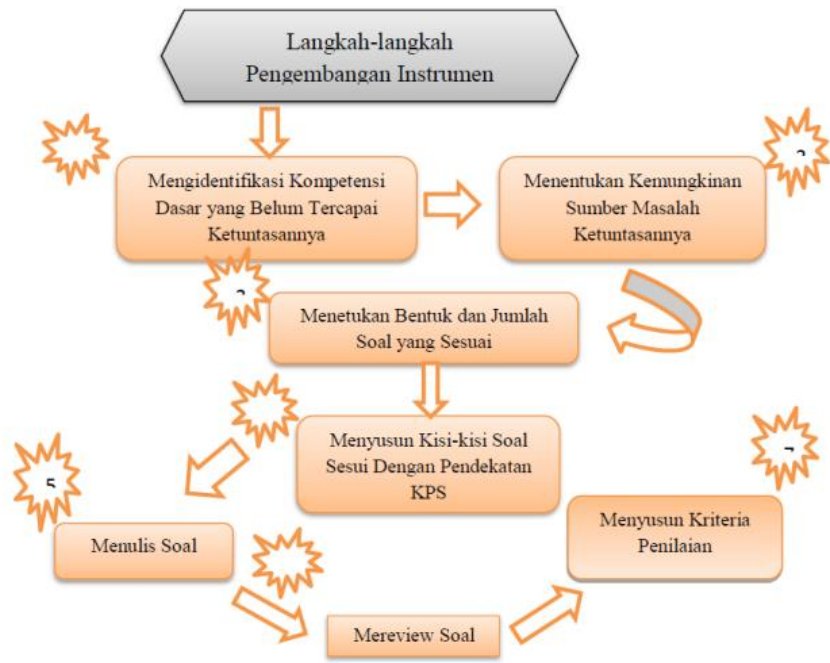 Langkah-langkah
Pengembangan Instrumen
Mengidentifikasi Kompetensi
Dasar yang Belum Tercapai
Ketuntasannya
Menentukan Kemungkinan
Sumber Masalah
Ketuntasannya
Menetukan Bentuk dan Jumlah
Soal yang Sesuai
Menyusun Kisi-kisi Soal
Sesui Dengan Pendekatan
KPS
5
Menulis Soal
Mereview Soal
Menyusun Kriteria
Penilaian